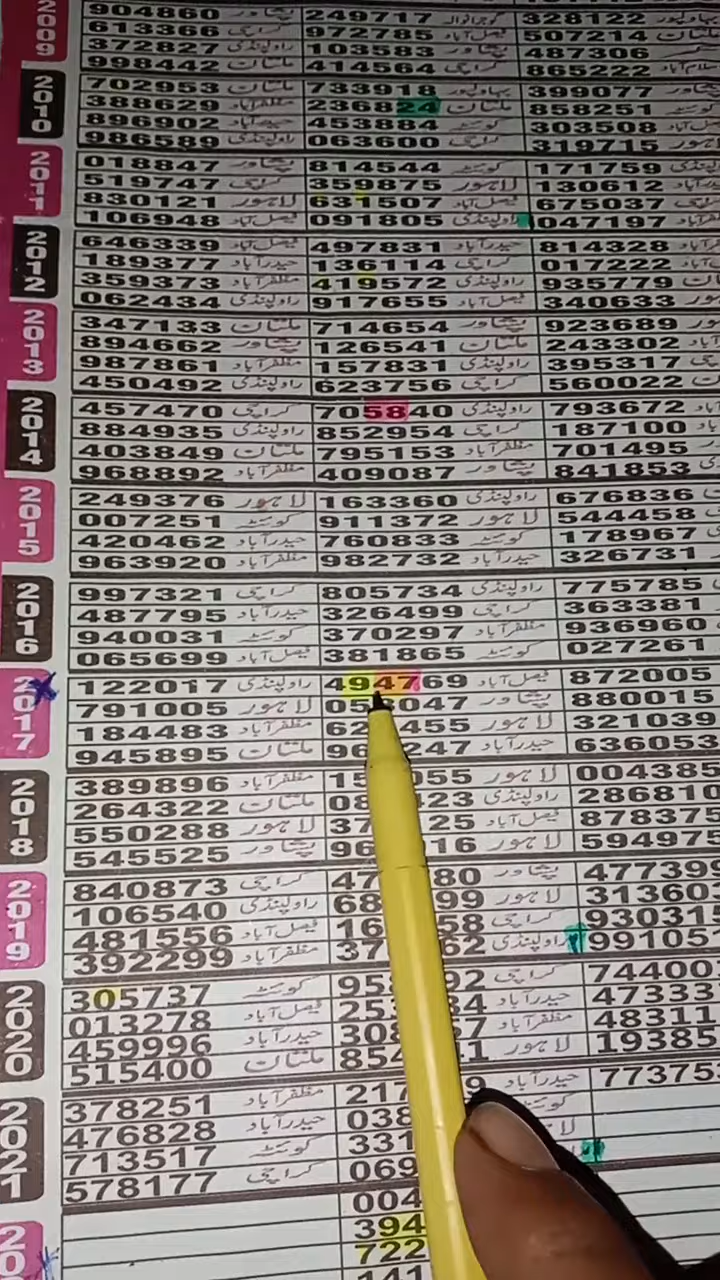 2009
904860 پشاور 249717 گوجرانوالہ 328122 بہاولپور
613366 کراچی 972785 فیصل آباد 507214 ملتان
372827 راولپنڈی 103583 پشاور 487306
998442 ملتان 414564 کراچی 865222 اسلام آباد
2010
702953 ملتان 733918 بہاولپور 399077 پشاور
388629 مظفرآباد 236824 ملتان 858251 کوئٹہ
896902 حیدرآباد 453884 کوئٹہ 303508
986589 راولپنڈی 063600 کراچی 319715
2011
018847 پشاور 814544 کوئٹہ 171759
519747 کراچی 359875 لاہور 130612
830121 لاہور 631507 فیصل آباد 675037
106948 فیصل آباد 091805 راولپنڈی 047197
2012
646339 فیصل آباد 497831 حیدرآباد 814328
189377 حیدرآباد 136114 کراچی 017222
359373 مظفرآباد 419572 راولپنڈی 935779
062434 راولپنڈی 917655 فیصل آباد 340633
2013
347133 ملتان 714654 پشاور 923689
894662 پشاور 126541 ملتان 243302
987861 مظفرآباد 157831 راولپنڈی 395317
450492 راولپنڈی 623756 کراچی 560022
2014
457470 کراچی 705840 راولپنڈی 793672
884935 راولپنڈی 852954 کراچی 187100
403849 ملتان 795153 مظفرآباد 701495
968892 مظفرآباد 409087 پشاور 841853
2015
249376 لاہور 163360 راولپنڈی 676836
007251 کوئٹہ 911372 لاہور 544458
420462 حیدرآباد 760833 کوئٹہ 178967
963920 مظفرآباد 982732 حیدرآباد 326731
2016
997321 کراچی 805734 راولپنڈی 775785
487795 حیدرآباد 326499 کراچی 363381
940031 کوئٹہ 370297 مظفرآباد 936960
065699 فیصل آباد 381865 کوئٹہ 027261
2017
122017 راولپنڈی 494769 فیصل آباد 872005
791005 لاہور 047 پشاور 880015
184483 لاہور 455 لاہور 321039
945895 ملتان 247 حیدرآباد 636053
2018
389896 مظفرآباد 055 لاہور 004385
264322 ملتان 423 راولپنڈی 286810
550288 لاہور 37 25 فیصل آباد 878375
545525 پشاور 96 16 لاہور 594975
2019
840873 کراچی 47 80 پشاور 477399
106540 راولپنڈی 68 99 لاہور 31360
481556 فیصل آباد 16 58 کراچی 93031
392299 مظفرآباد 37 62 راولپنڈی 99105
2020
305737 کوئٹہ 95 92 کراچی 74400
013278 فیصل آباد 25 34 مظفرآباد 47333
459996 حیدرآباد 308 7 حیدرآباد 48311
515400 ملتان 85 1 لاہور 19385
2021
378251 مظفرآباد 217 9 حیدرآباد 77375
476828 حیدرآباد 038
713517 کوئٹہ 331
578177 کراچی 069
004
394
722
141